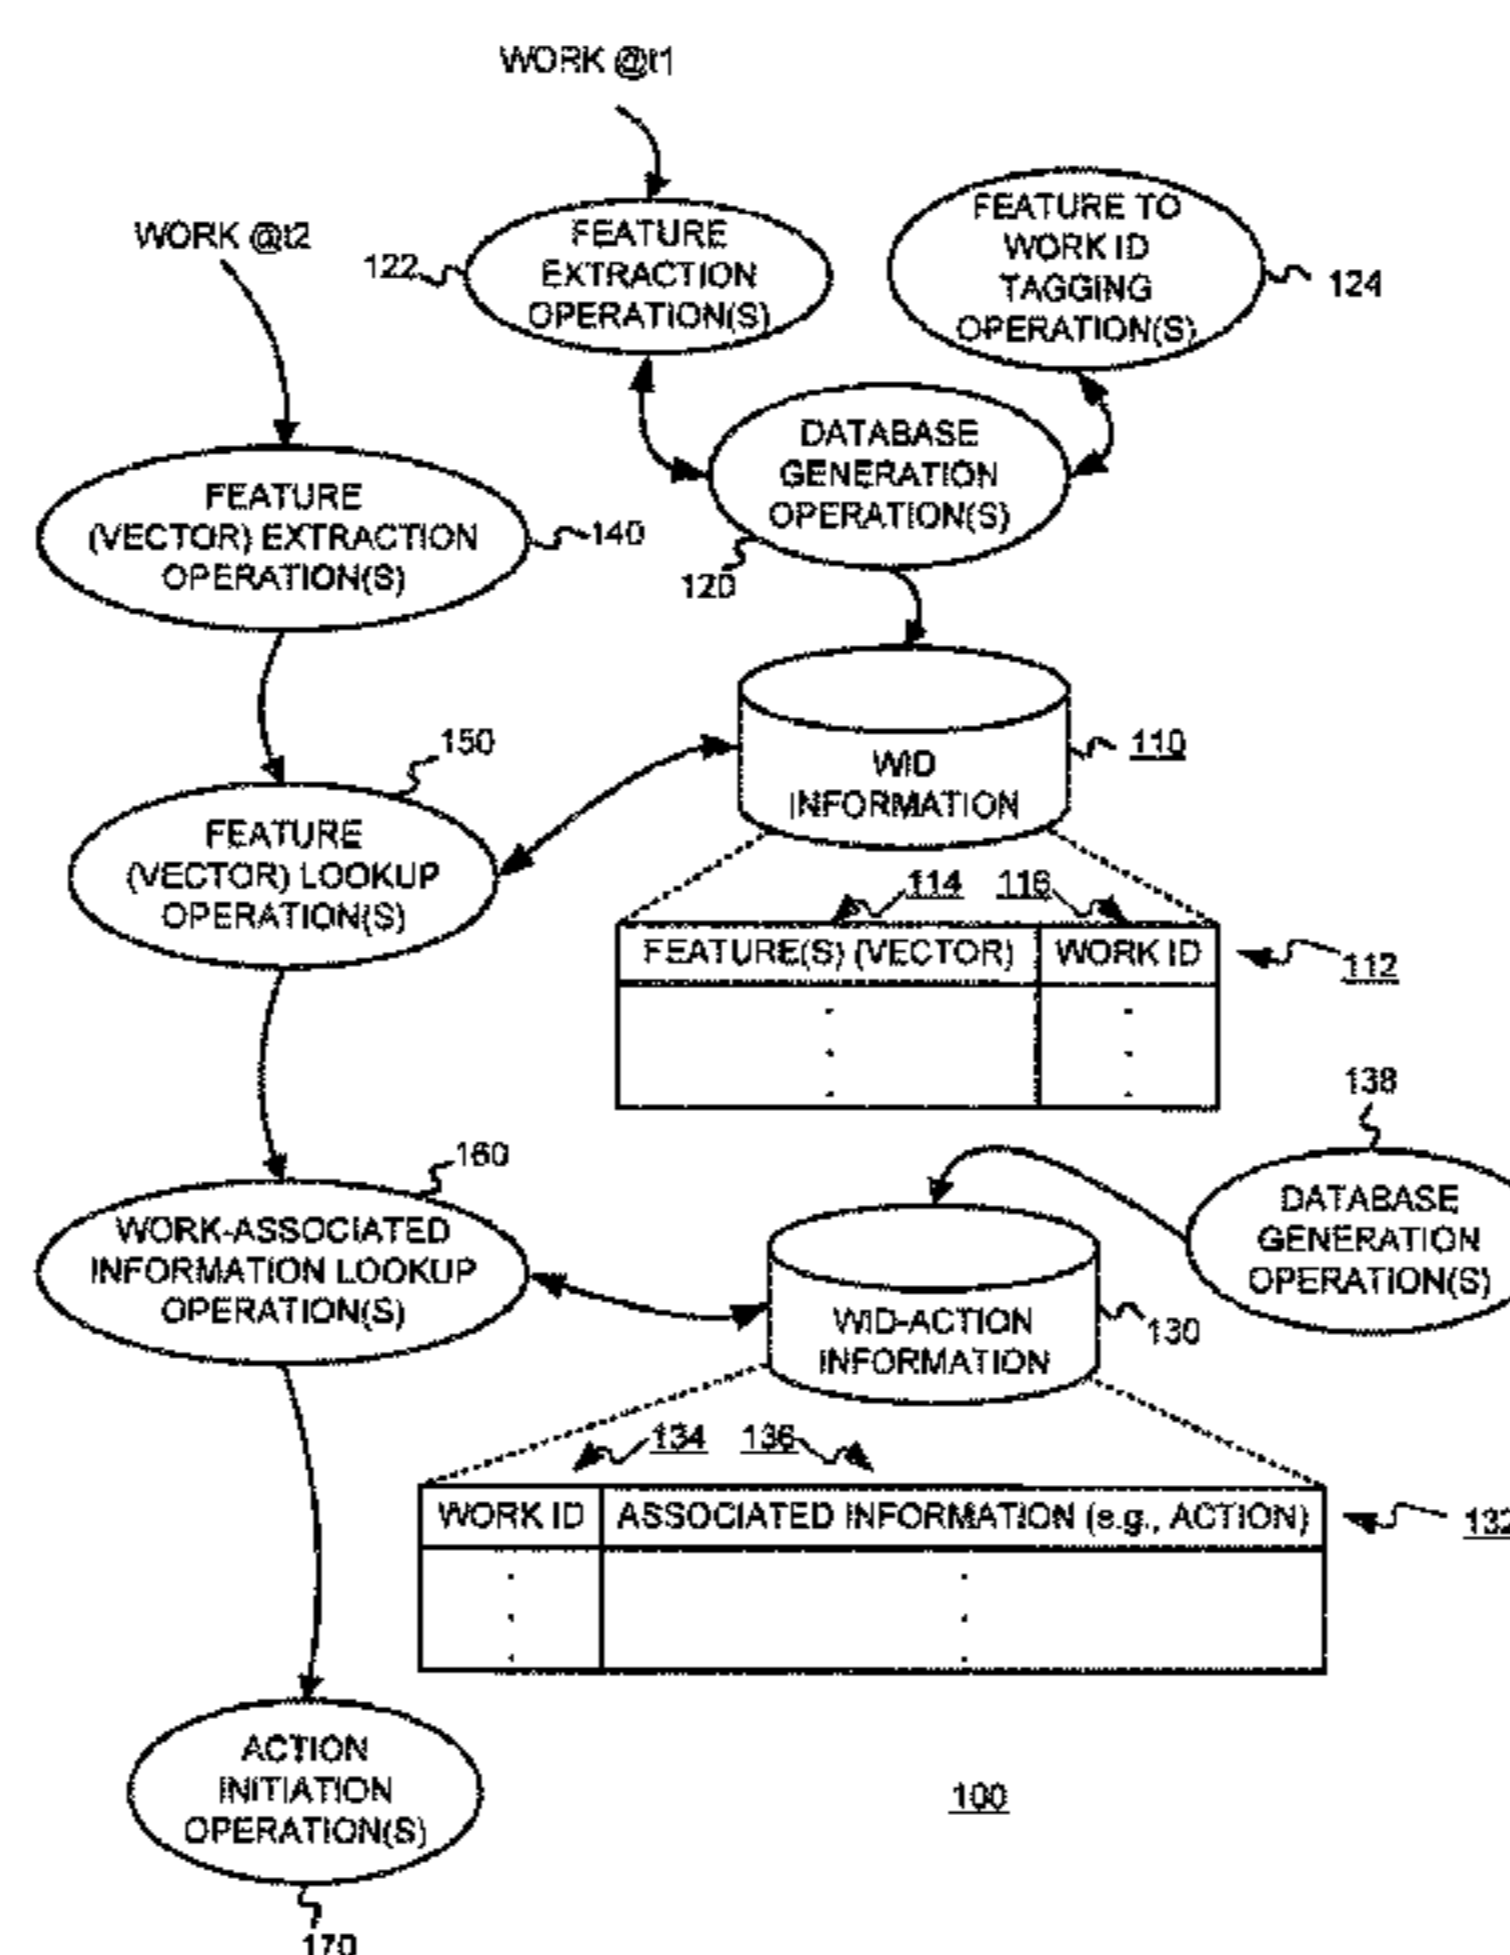 WORK @t1
WORK @t2
122
FEATURE
EXTRACTION
OPERATION(S)
FEATURE TO
WORK ID
TAGGING
OPERATION(S)
124
DATABASE
GENERATION
OPERATION(S)
120
FEATURE
(VECTOR) EXTRACTION
OPERATION(S)
140
150
FEATURE
(VECTOR) LOOKUP
OPERATION(S)
WID
INFORMATION
110
114
116
FEATURE(S) (VECTOR)
WORK ID
112
138
DATABASE
GENERATION
OPERATION(S)
160
WORK-ASSOCIATED
INFORMATION LOOKUP
OPERATION(S)
WID-ACTION
INFORMATION
130
134
136
WORK ID
ASSOCIATED INFORMATION (e.g., ACTION)
132
ACTION
INITIATION
OPERATION(S)
100
170